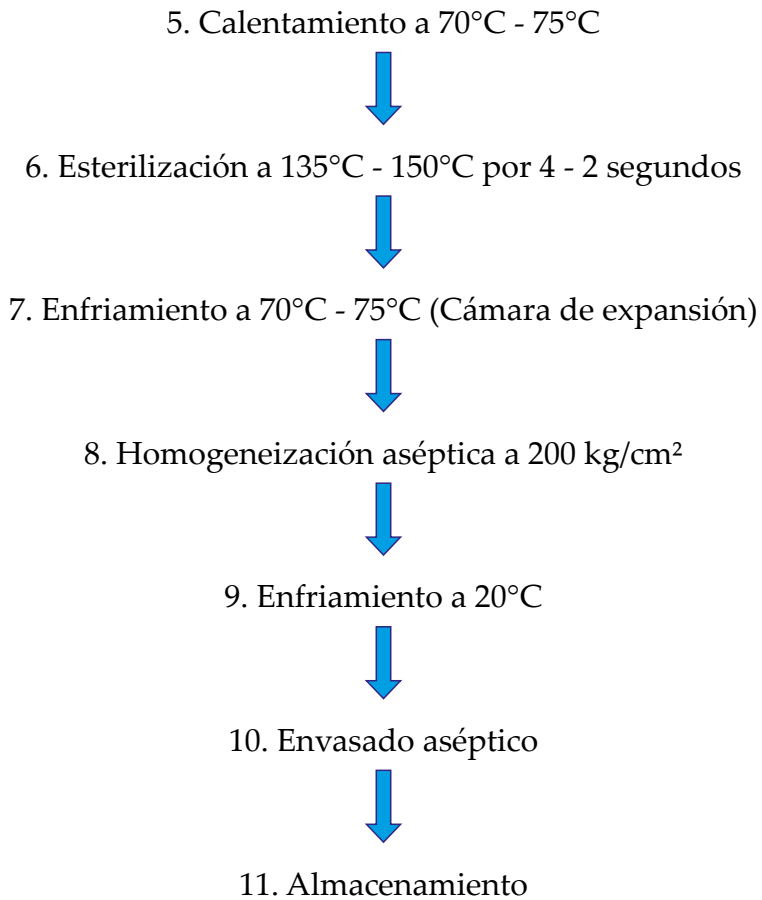 5. Calentamiento a 70°C - 75°C
6. Esterilización a 135°C - 150°C por 4 - 2 segundos
7. Enfriamiento a 70°C - 75°C (Cámara de expansión)
8. Homogeneización aséptica a 200 kg/cm²
9. Enfriamiento a 20°C
10. Envasado aséptico
11. Almacenamiento